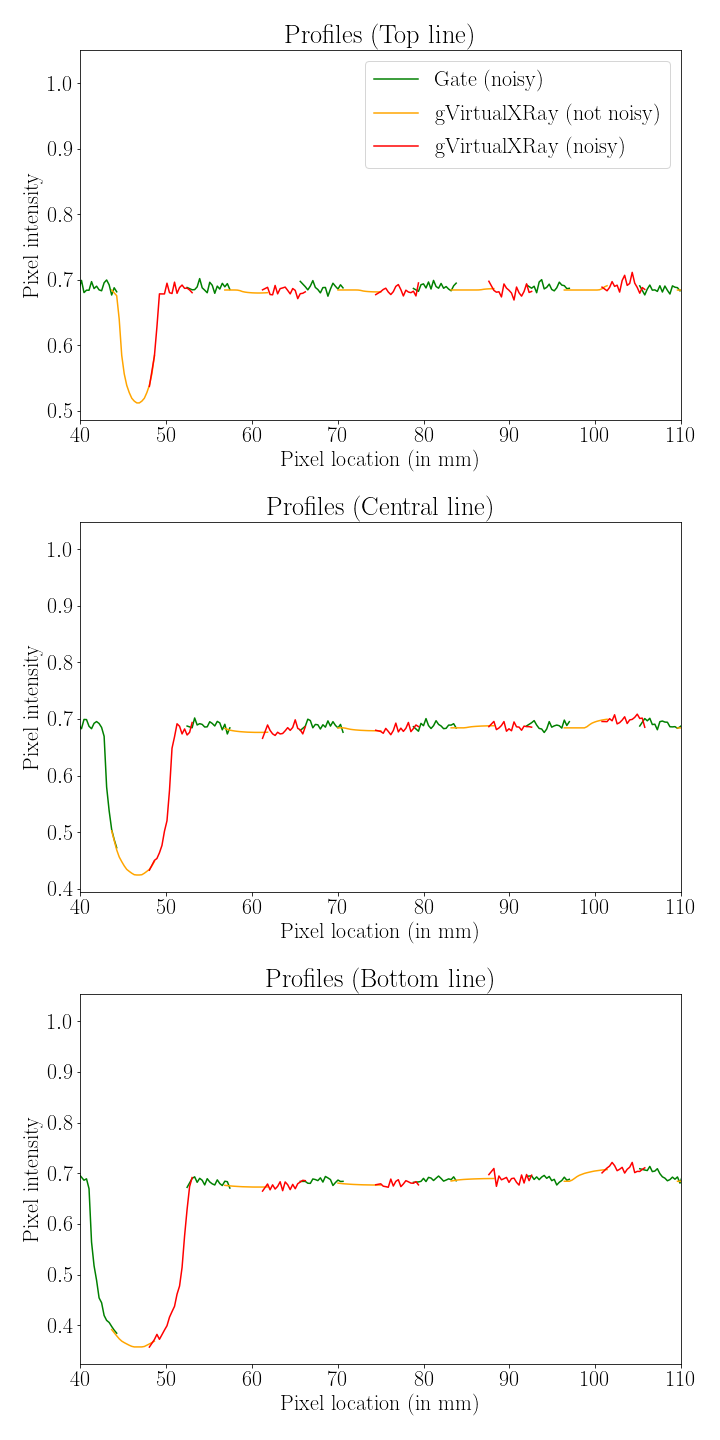 Profiles (Top line)
1.0
0.9
0.8
0.7
0.6
0.5
Pixel intensity
Gate (noisy)
gVirtualXRay (not noisy)
gVirtualXRay (noisy)
40 50 60 70 80 90 100 110
Pixel location (in mm)
Profiles (Central line)
1.0
0.9
0.8
0.7
0.6
0.5
0.4
Pixel intensity
40 50 60 70 80 90 100 110
Pixel location (in mm)
Profiles (Bottom line)
1.0
0.9
0.8
0.7
0.6
0.5
0.4
Pixel intensity
40 50 60 70 80 90 100 110
Pixel location (in mm)